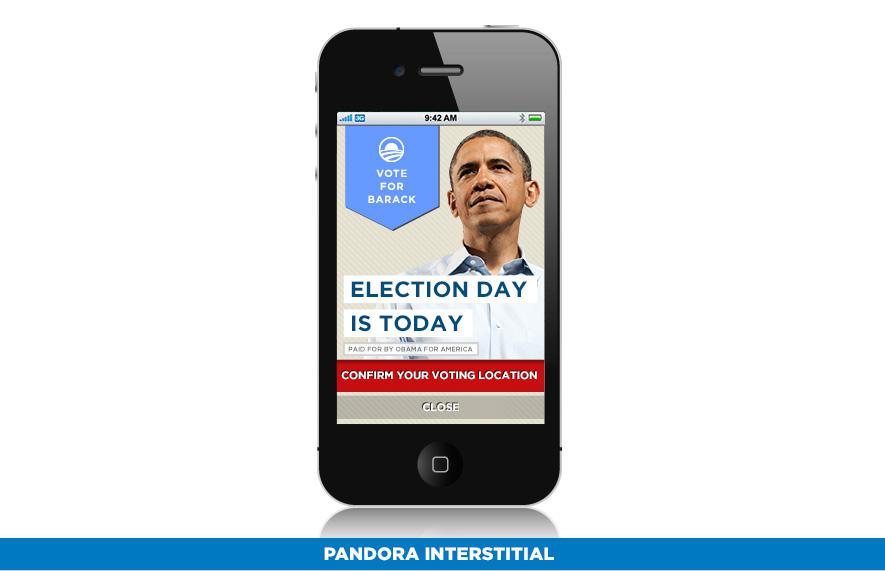 3G 9:42 AM
VOTE
FOR
BARACK
ELECTION DAY
IS TODAY
PAID FOR BY OBAMA FOR AMERICA
CONFIRM YOUR VOTING LOCATION
CLOSE
PANDORA INTERSTITIAL